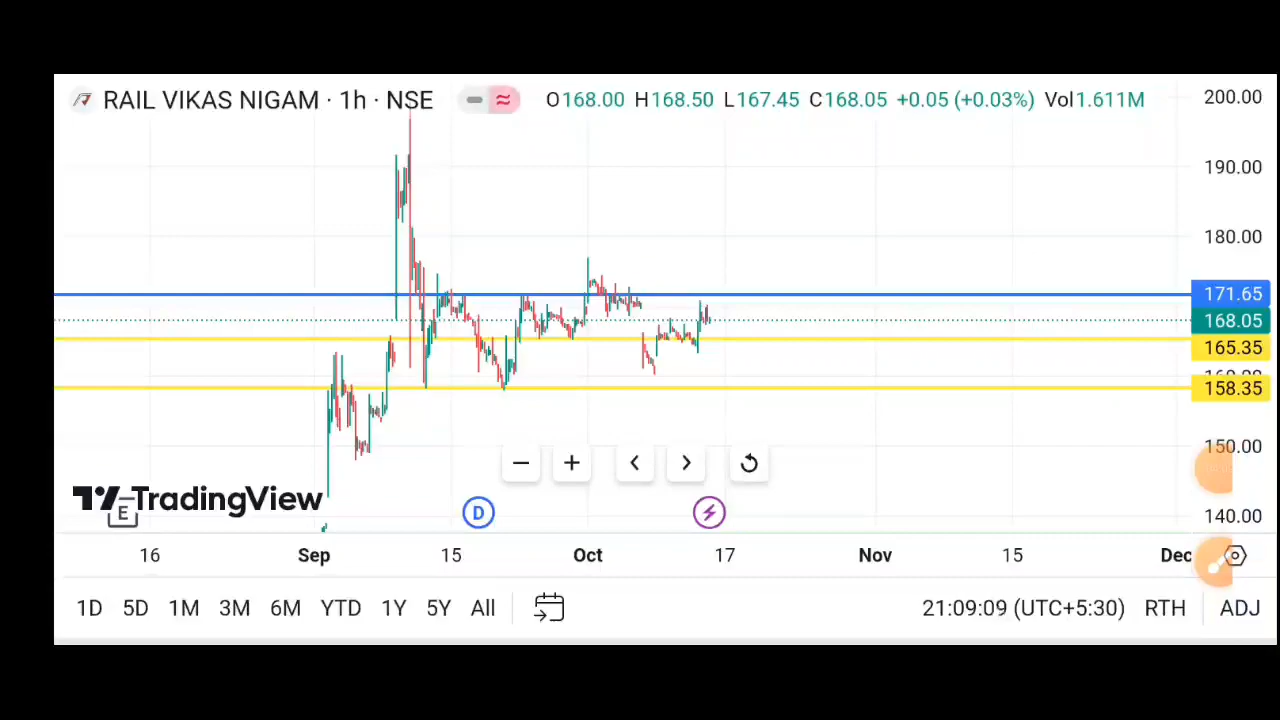 RAIL VIKAS NIGAM · 1h · NSE O168.00 H168.50 L167.45 C168.05 +0.05 (+0.03%) Vol1.611M
200.00
190.00
180.00
171.65
168.05
165.35
160.00
158.35
150.00
140.00
TradingView
E
D
16 Sep 15 Oct 17 Nov 15 Dec
1D 5D 1M 3M 6M YTD 1Y 5Y All 21:09:09 (UTC+5:30) RTH ADJ